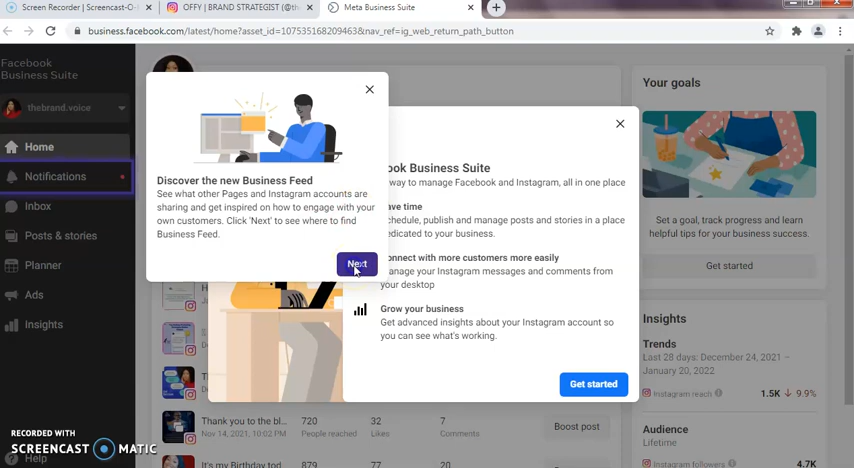 Screen Recorder | Screencast-O-
OFFY | BRAND STRATEGIST (@th
Meta Business Suite
business.facebook.com/latest/home?asset_id=107535168209463&nav_ref=ig_web_return_path_button
Facebook
Business Suite
thebrand.voice
Home
Notifications
Inbox
Posts & stories
Planner
Ads
Insights
Help
Discover the new Business Feed
See what other Pages and Instagram accounts are
sharing and get inspired on how to engage with your
own customers. Click 'Next' to see where to find
Business Feed.
Next
ook Business Suite
way to manage Facebook and Instagram, all in one place
ave time
chedule, publish and manage posts and stories in a place
edicated to your business.
onnect with more customers more easily
anage your Instagram messages and comments from
your desktop
Grow your business
Get advanced insights about your Instagram account so
you can see what's working.
Get started
Thank you to the bl...
Nov 14, 2021, 10:02 PM
720
People reached
32
Likes
7
Comments
Boost post
It's my Birthday tod
879
77
20
Your goals
Set a goal, track progress and learn
helpful tips for your business success.
Get started
Insights
Trends
Last 28 days: December 24, 2021 –
January 20, 2022
Instagram reach
1.5K ↓ 9.9%
Audience
Lifetime
Instagram followers
4.7K
RECORDED WITH
SCREENCAST MATIC